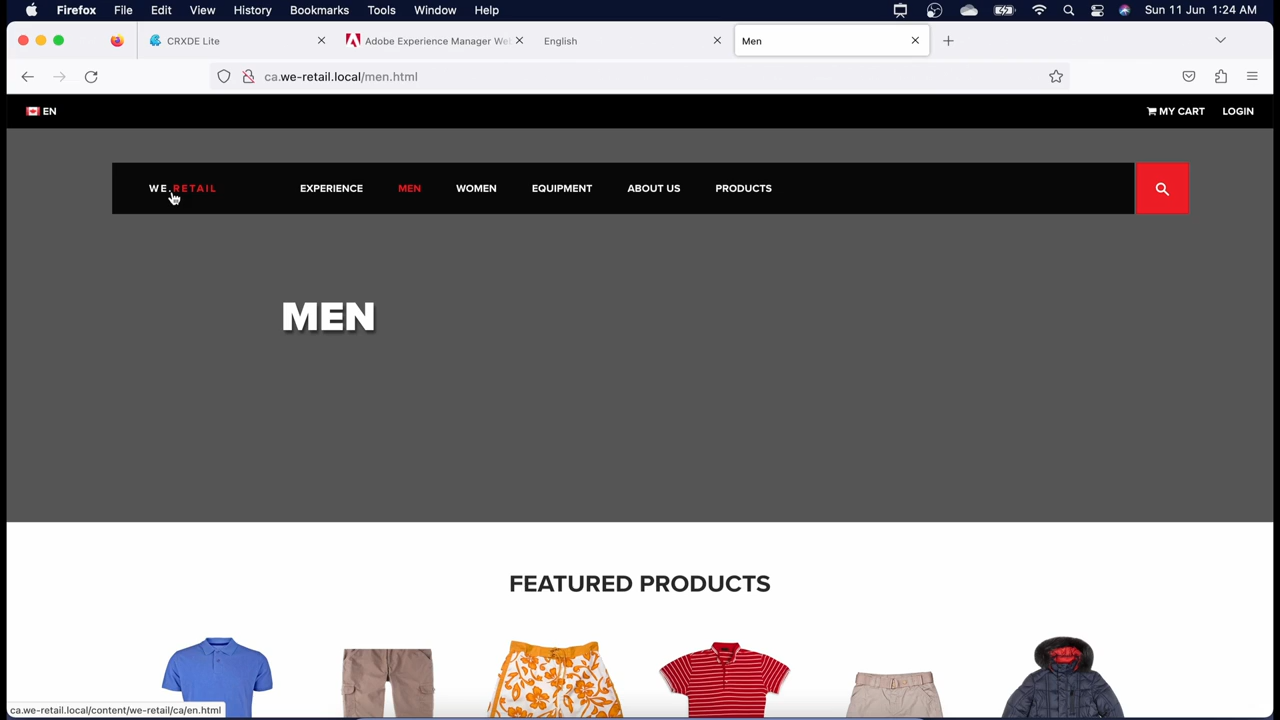 Firefox File Edit View History Bookmarks Tools Window Help Sun 11 Jun 1:24 AM
CRXDE Lite Adobe Experience Manager We English Men
ca.we-retail.local/men.html
EN MY CART LOGIN
WE.RETAIL EXPERIENCE MEN WOMEN EQUIPMENT ABOUT US PRODUCTS
MEN
FEATURED PRODUCTS
ca.we-retail.local/content/we-retail/ca/en.html